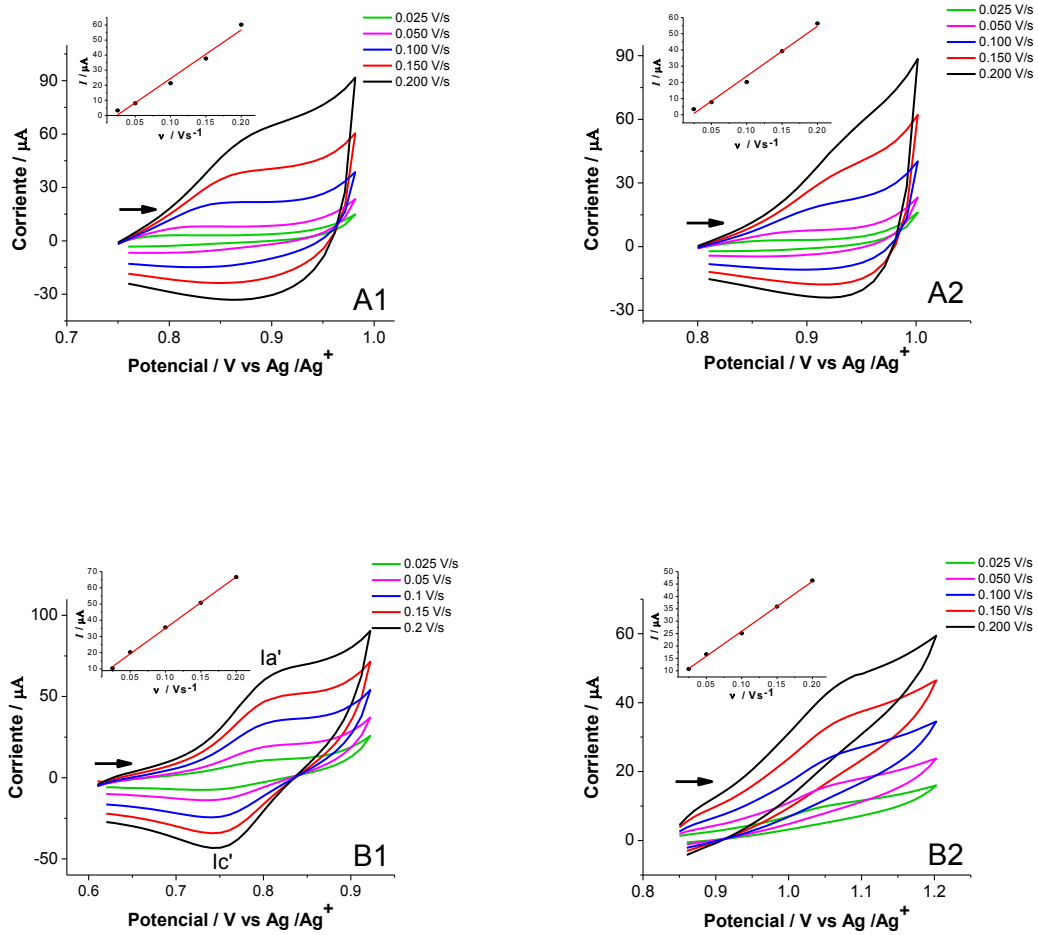 0.025 V/s
0.050 V/s
0.100 V/s
0.150 V/s
0.200 V/s
60
50
40
30
20
10
0
I / µA
0.05 0.10 0.15 0.20
ν / Vs-1
90
60
30
0
-30
Corriente / µA
A1
0.7 0.8 0.9 1.0
Potencial / V vs Ag /Ag+
0.025 V/s
0.050 V/s
0.100 V/s
0.150 V/s
0.200 V/s
60
50
40
30
20
10
0
I / µA
0.05 0.10 0.15 0.20
ν / Vs-1
90
60
30
0
-30
Corriente / µA
A2
0.8 0.9 1.0
Potencial / V vs Ag /Ag+
0.025 V/s
0.05 V/s
0.1 V/s
0.15 V/s
0.2 V/s
70
60
50
40
30
20
10
I / µA
0.05 0.10 0.15 0.20
ν / Vs-1
100
50
0
-50
Corriente / µA
Ia'
Ic'
B1
0.6 0.7 0.8 0.9
Potencial / V vs Ag /Ag+
0.025 V/s
0.050 V/s
0.100 V/s
0.150 V/s
0.200 V/s
50
45
40
35
30
25
20
15
10
I / µA
0.05 0.10 0.15 0.20
ν / Vs-1
60
40
20
0
Corriente / µA
B2
0.8 0.9 1.0 1.1 1.2
Potencial / V vs Ag /Ag+